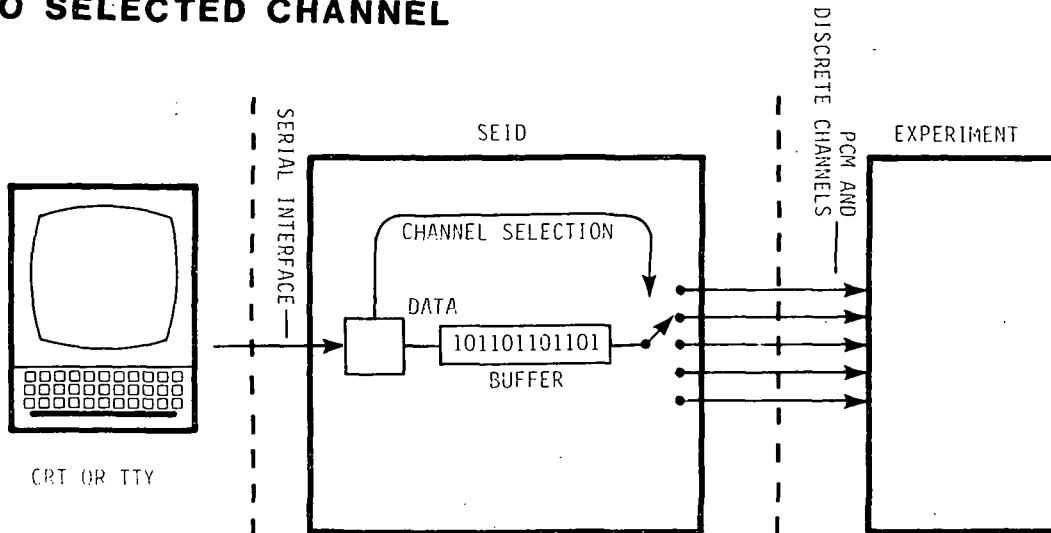 O SELECTED CHANNEL
SERIAL INTERFACE
SEID
DISCRETE CHANNELS
PCM AND
EXPERIMENT
CHANNEL SELECTION
DATA
101101101101
BUFFER
CRT OR TTY